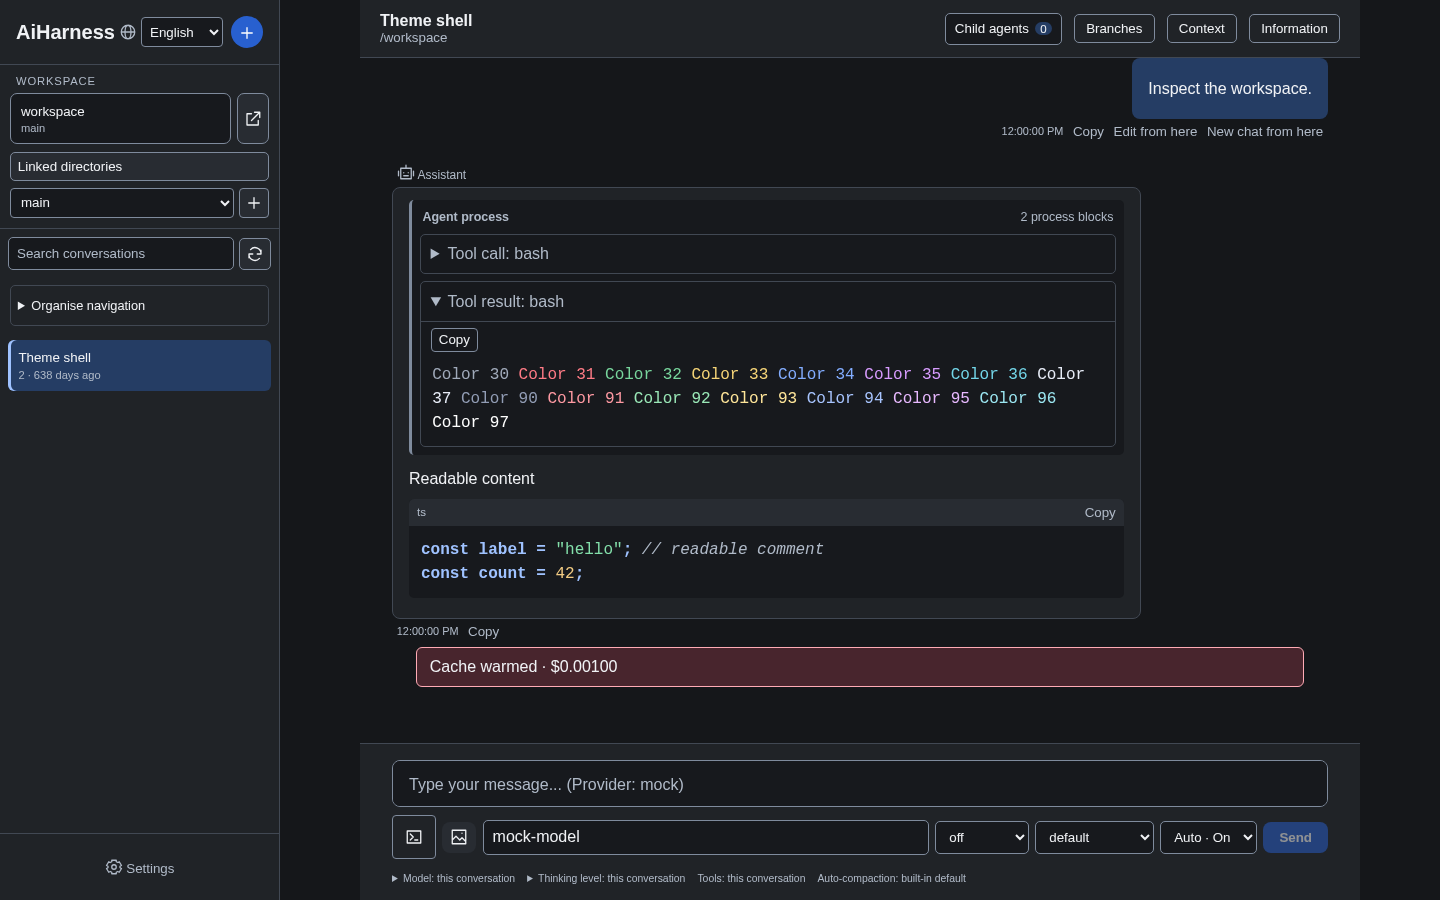 AiHarness
English
WORKSPACE
workspace
main
Linked directories
main
Search conversations
Organise navigation
Theme shell
2 · 638 days ago
Settings
Theme shell
/workspace
Child agents 0
Branches
Context
Information
Inspect the workspace.
12:00:00 PM Copy Edit from here New chat from here
Assistant
Agent process
2 process blocks
Tool call: bash
Tool result: bash
Copy
Color 30 Color 31 Color 32 Color 33 Color 34 Color 35 Color 36 Color
37 Color 90 Color 91 Color 92 Color 93 Color 94 Color 95 Color 96
Color 97
Readable content
ts
Copy
const label = "hello"; // readable comment
const count = 42;
12:00:00 PM Copy
Cache warmed · $0.00100
Type your message... (Provider: mock)
mock-model
off
default
Auto · On
Send
Model: this conversation
Thinking level: this conversation
Tools: this conversation
Auto-compaction: built-in default